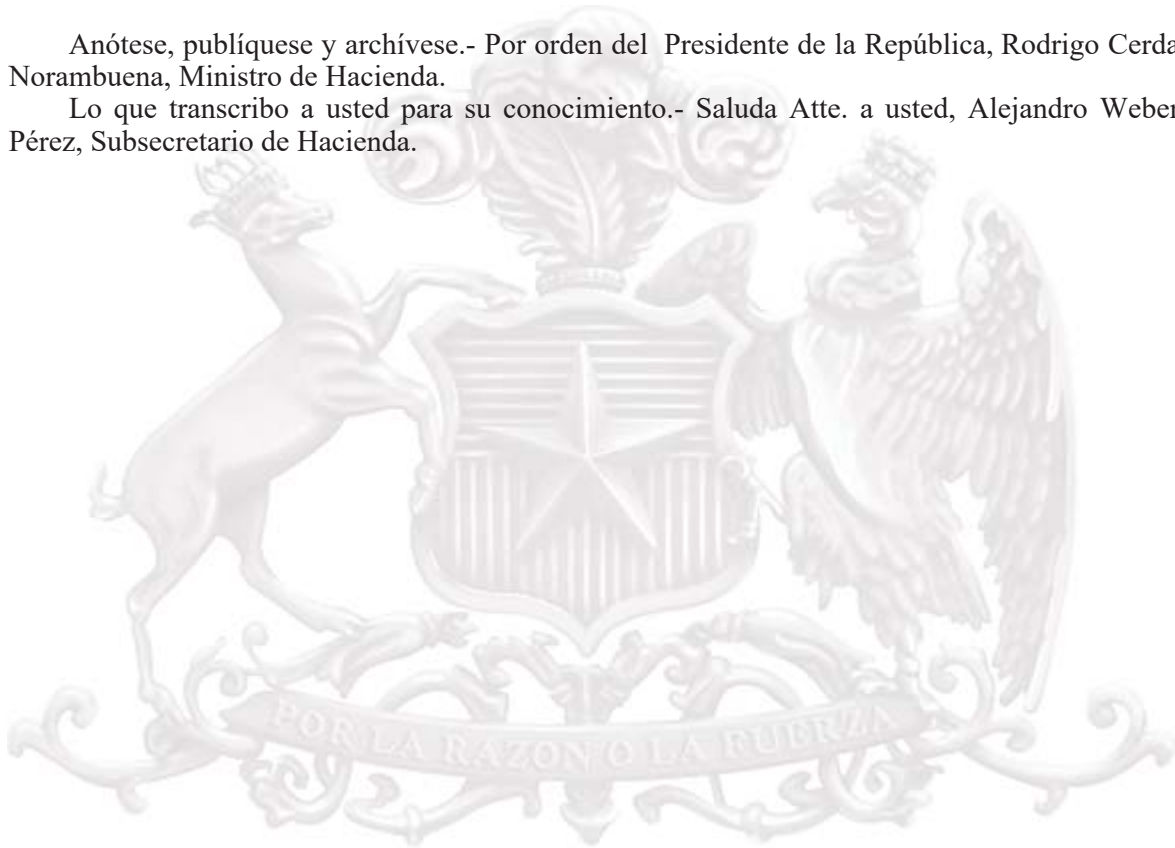 Anótese, publíquese y archívese.- Por orden del Presidente de la República, Rodrigo Cerda
Norambuena, Ministro de Hacienda.
Lo que transcribo a usted para su conocimiento.- Saluda Atte. a usted, Alejandro Weber
Pérez, Subsecretario de Hacienda.
POR LA RAZON O LA FUERZA